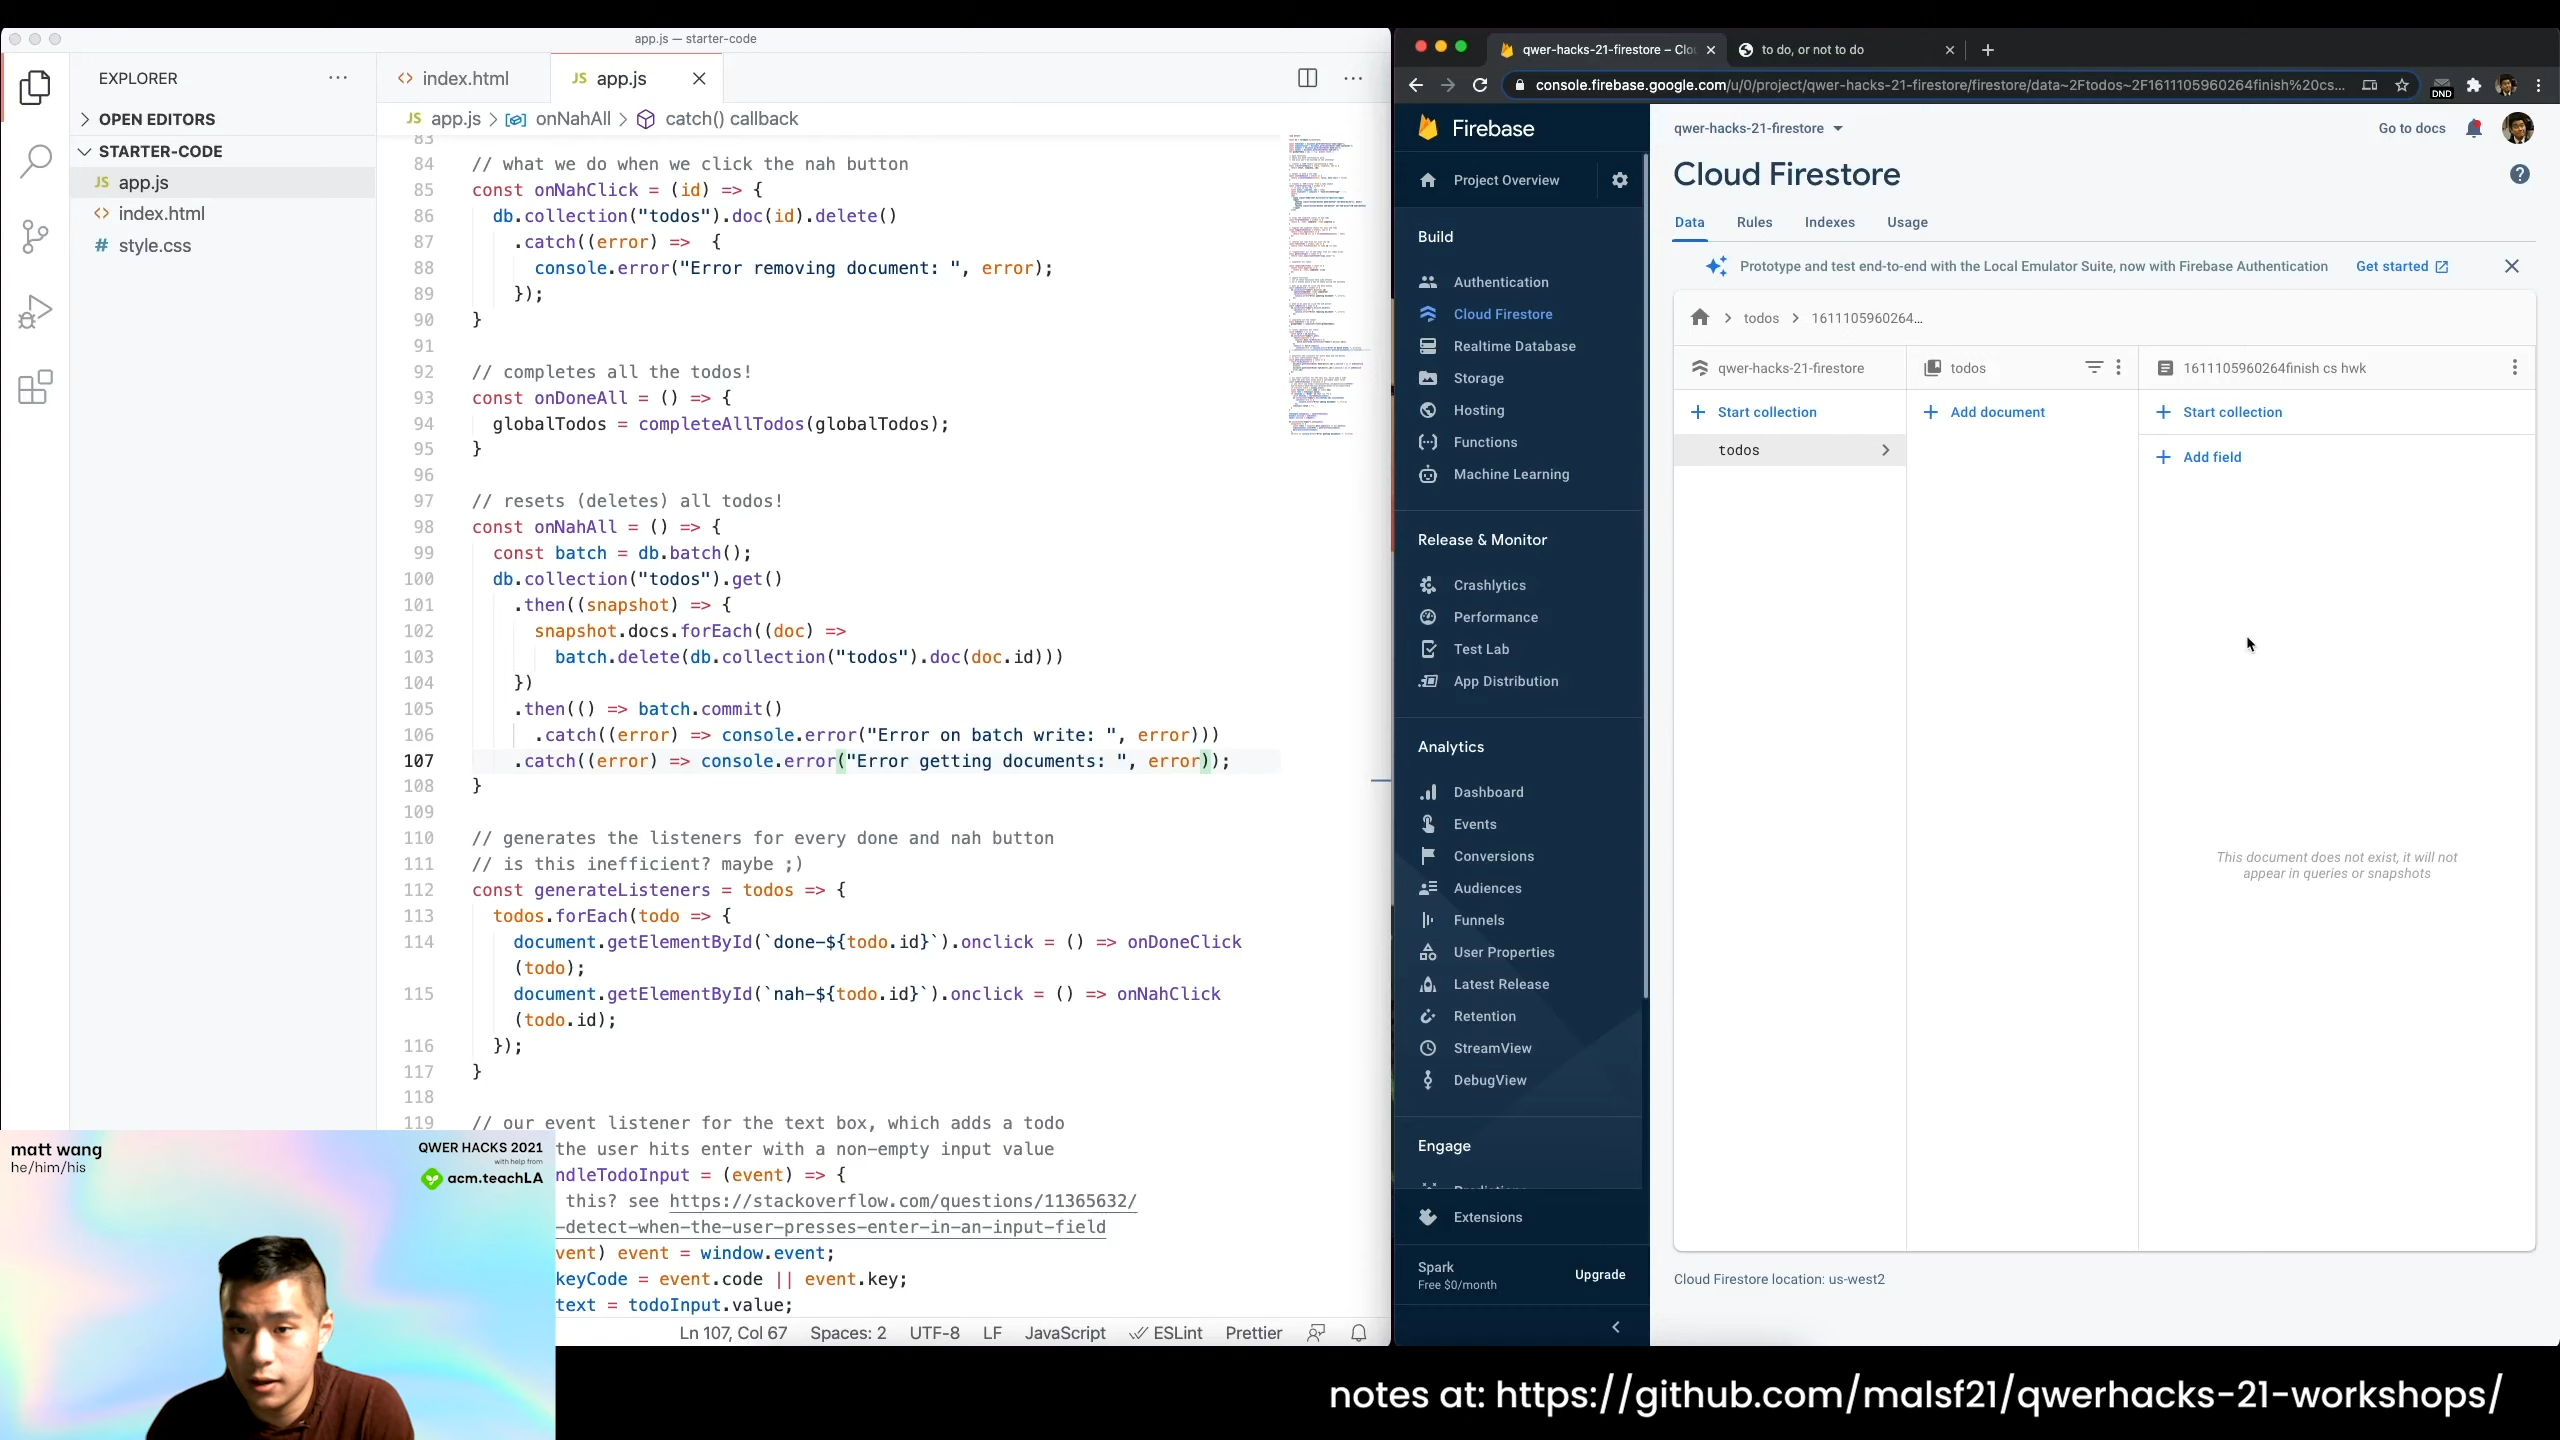 app.js — starter-code
EXPLORER
OPEN EDITORS
STARTER-CODE
JS app.js
<> index.html
# style.css
<> index.html
JS app.js
JS app.js > onNahAll > catch() callback
83
84 // what we do when we click the nah button
85 const onNahClick = (id) => {
86 db.collection("todos").doc(id).delete()
87 .catch((error) => {
88 console.error("Error removing document: ", error);
89 });
90 }
91
92 // completes all the todos!
93 const onDoneAll = () => {
94 globalTodos = completeAllTodos(globalTodos);
95 }
96
97 // resets (deletes) all todos!
98 const onNahAll = () => {
99 const batch = db.batch();
100 db.collection("todos").get()
101 .then((snapshot) => {
102 snapshot.docs.forEach((doc) =>
103 batch.delete(db.collection("todos").doc(doc.id)))
104 })
105 .then(() => batch.commit()
106 .catch((error) => console.error("Error on batch write: ", error)))
107 .catch((error) => console.error("Error getting documents: ", error));
108 }
109
110 // generates the listeners for every done and nah button
111 // is this inefficient? maybe ;)
112 const generateListeners = todos => {
113 todos.forEach(todo => {
114 document.getElementById(`done-${todo.id}`).onclick = () => onDoneClick
(todo);
115 document.getElementById(`nah-${todo.id}`).onclick = () => onNahClick
(todo.id);
116 });
117 }
118
119 // our event listener for the text box, which adds a todo
the user hits enter with a non-empty input value
ndleTodoInput = (event) => {
this? see https://stackoverflow.com/questions/11365632/
-detect-when-the-user-presses-enter-in-an-input-field
vent) event = window.event;
keyCode = event.code || event.key;
text = todoInput.value;
Ln 107, Col 67 Spaces: 2 UTF-8 LF JavaScript ESLint Prettier
matt wang
he/him/his
QWER HACKS 2021
with help from
acm.teachLA
qwer-hacks-21-firestore – Clo
to do, or not to do
console.firebase.google.com/u/0/project/qwer-hacks-21-firestore/firestore/data~2Ftodos~2F1611105960264finish%20cs...
DND
Firebase
Project Overview
Build
Authentication
Cloud Firestore
Realtime Database
Storage
Hosting
Functions
Machine Learning
Release & Monitor
Crashlytics
Performance
Test Lab
App Distribution
Analytics
Dashboard
Events
Conversions
Audiences
Funnels
User Properties
Latest Release
Retention
StreamView
DebugView
Engage
Extensions
Spark
Free $0/month
Upgrade
qwer-hacks-21-firestore
Go to docs
Cloud Firestore
Data Rules Indexes Usage
Prototype and test end-to-end with the Local Emulator Suite, now with Firebase Authentication Get started
todos > 1611105960264...
qwer-hacks-21-firestore
+ Start collection
todos
todos
+ Add document
1611105960264finish cs hwk
+ Start collection
+ Add field
This document does not exist, it will not
appear in queries or snapshots
Cloud Firestore location: us-west2
notes at: https://github.com/malsf21/qwerhacks-21-workshops/